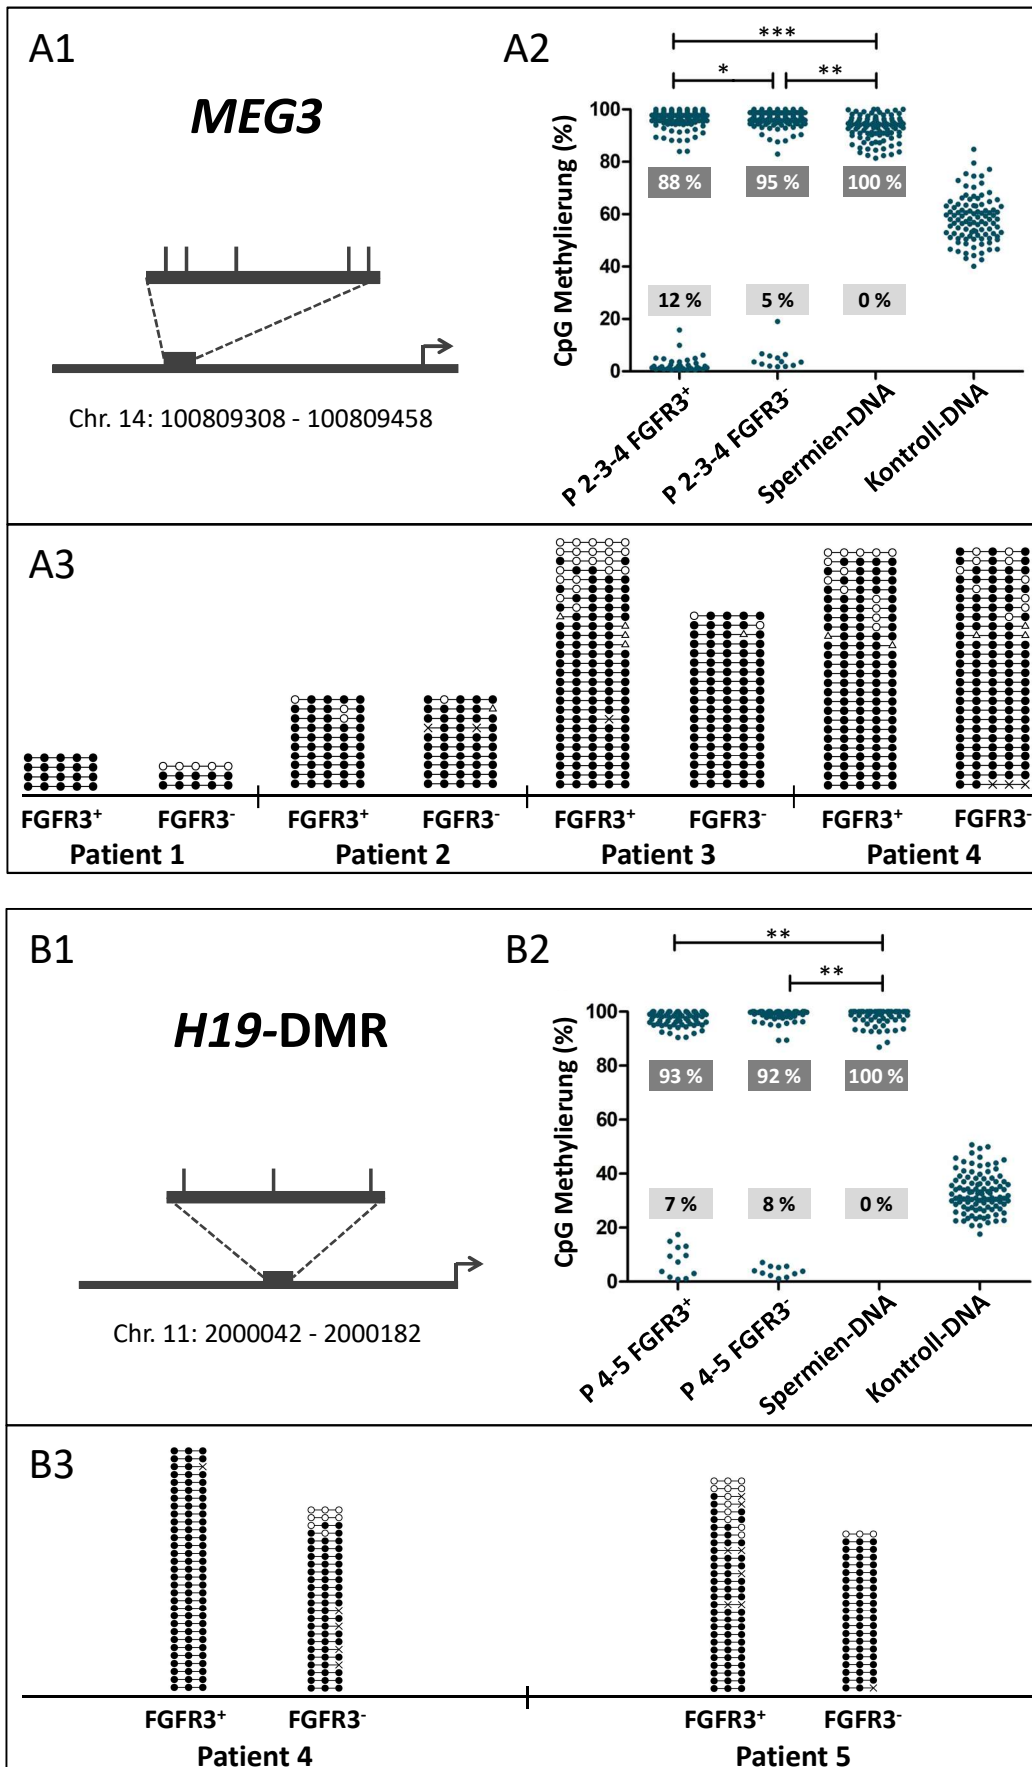 A1
MEG3
Chr. 14: 100809308 - 100809458
A2
***
*
**
CpG Methylierung (%)
100
80
60
40
20
0
88 %
95 %
100 %
12 %
5 %
0 %
P 2-3-4 FGFR3+
P 2-3-4 FGFR3-
Spermien-DNA
Kontroll-DNA
A3
FGFR3+
FGFR3-
FGFR3+
FGFR3-
FGFR3+
FGFR3-
FGFR3+
FGFR3-
Patient 1
Patient 2
Patient 3
Patient 4
B1
H19-DMR
Chr. 11: 2000042 - 2000182
B2
**
**
CpG Methylierung (%)
100
80
60
40
20
0
93 %
92 %
100 %
7 %
8 %
0 %
P 4-5 FGFR3+
P 4-5 FGFR3-
Spermien-DNA
Kontroll-DNA
B3
FGFR3+
FGFR3-
FGFR3+
FGFR3-
Patient 4
Patient 5